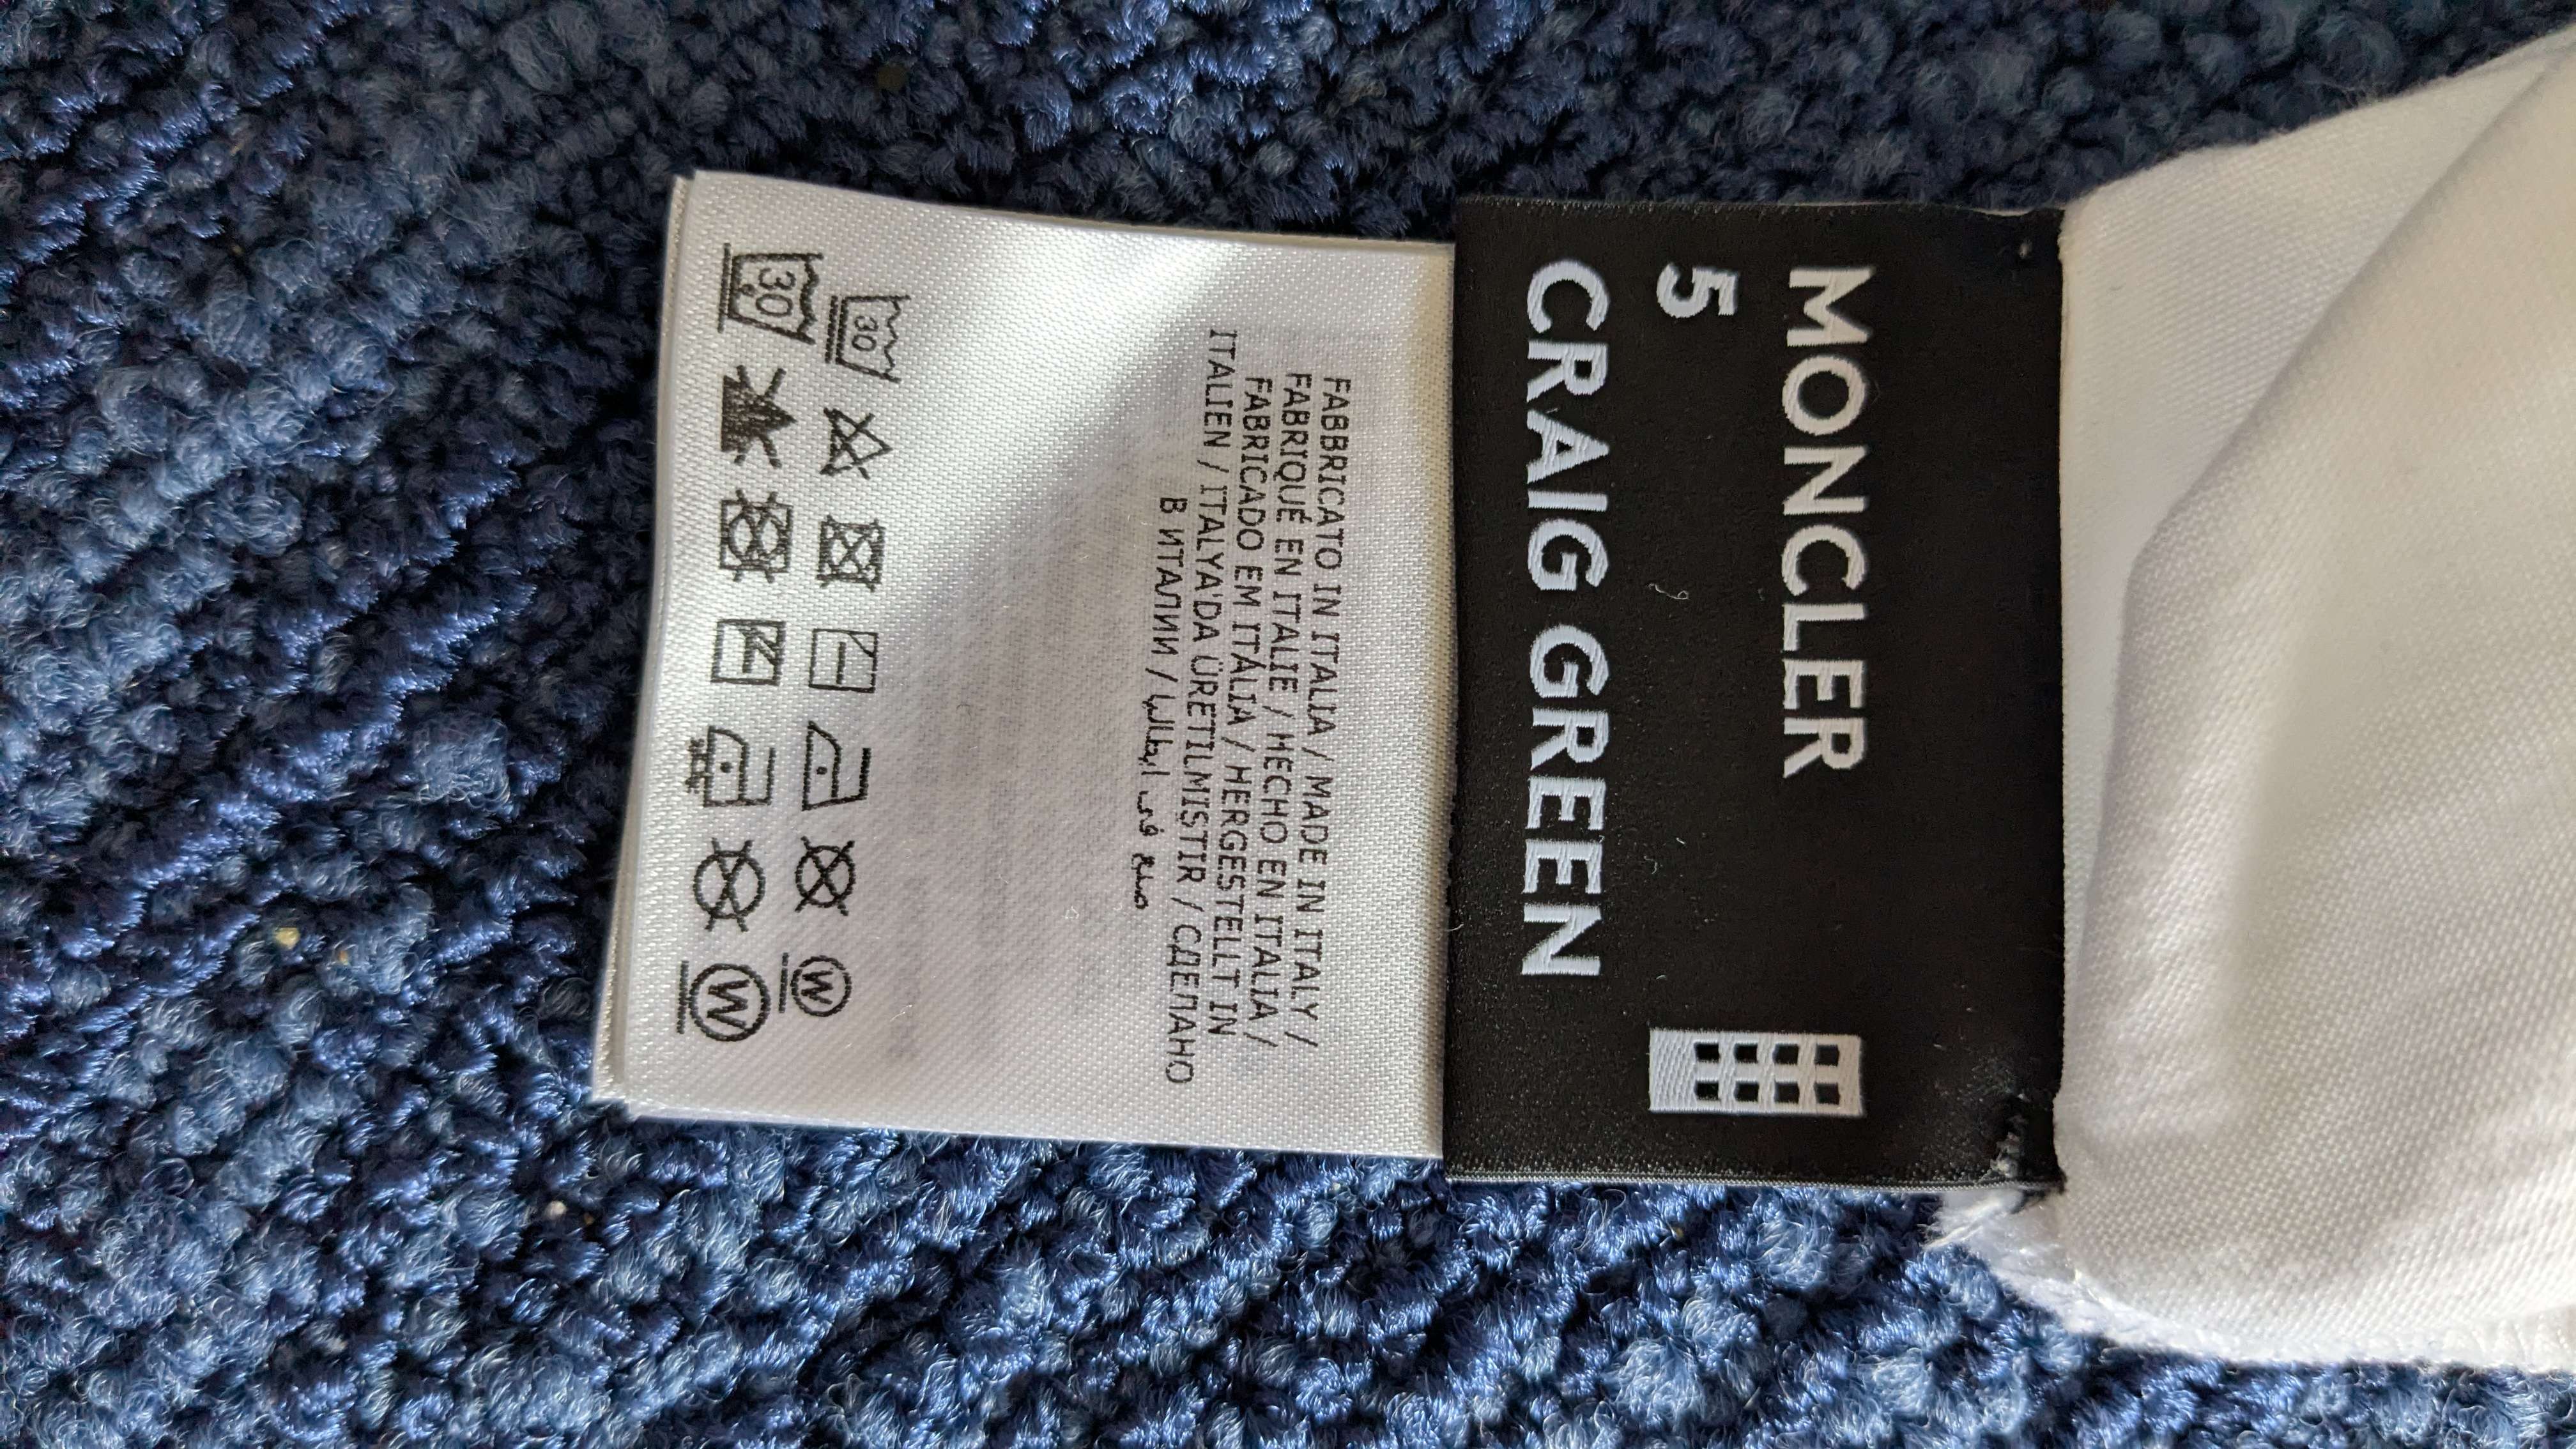 MONCLER
5
CRAIG GREEN
FABBRICATO IN ITALIA / MADE IN ITALY /
FABRIQUÉ EN ITALIE / HECHO EN ITALIA /
FABRICADO EM ITÁLIA / HERGESTELLT IN
ITALIEN / ITALYA'DA ÜRETILMISTIR / СДЕЛАНО
В ИТАЛИИ / صنع في ايطاليا
30
W
30
W